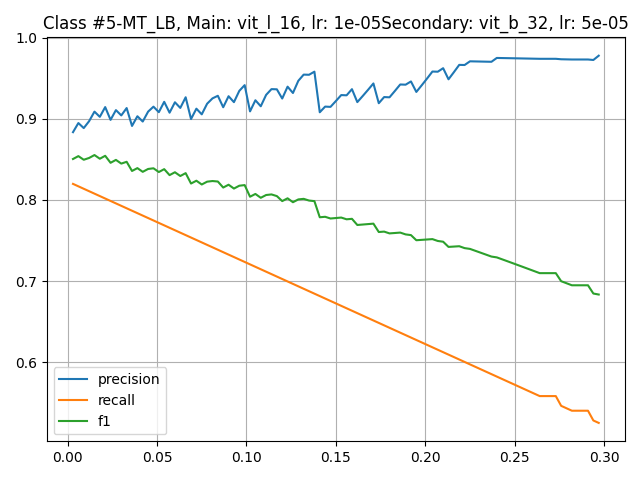 Class #5-MT_LB, Main: vit_l_16, lr: 1e-05Secondary: vit_b_32, lr: 5e-05
1.0
0.9
0.8
0.7
0.6
precision
recall
f1
0.00 0.05 0.10 0.15 0.20 0.25 0.30